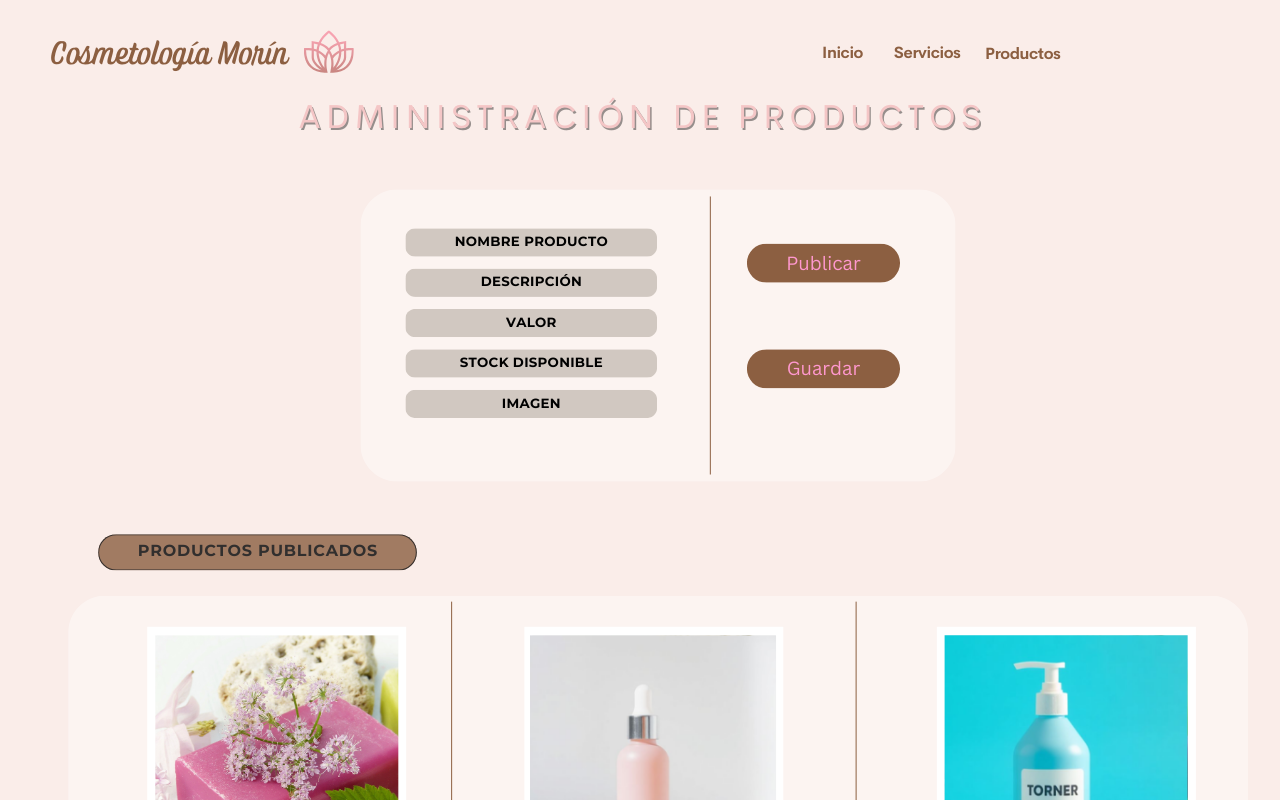 Cosmetología Morín
Inicio
Servicios
Productos
ADMINISTRACIÓN DE PRODUCTOS
NOMBRE PRODUCTO
DESCRIPCIÓN
VALOR
STOCK DISPONIBLE
IMAGEN
Publicar
Guardar
PRODUCTOS PUBLICADOS
TORNER